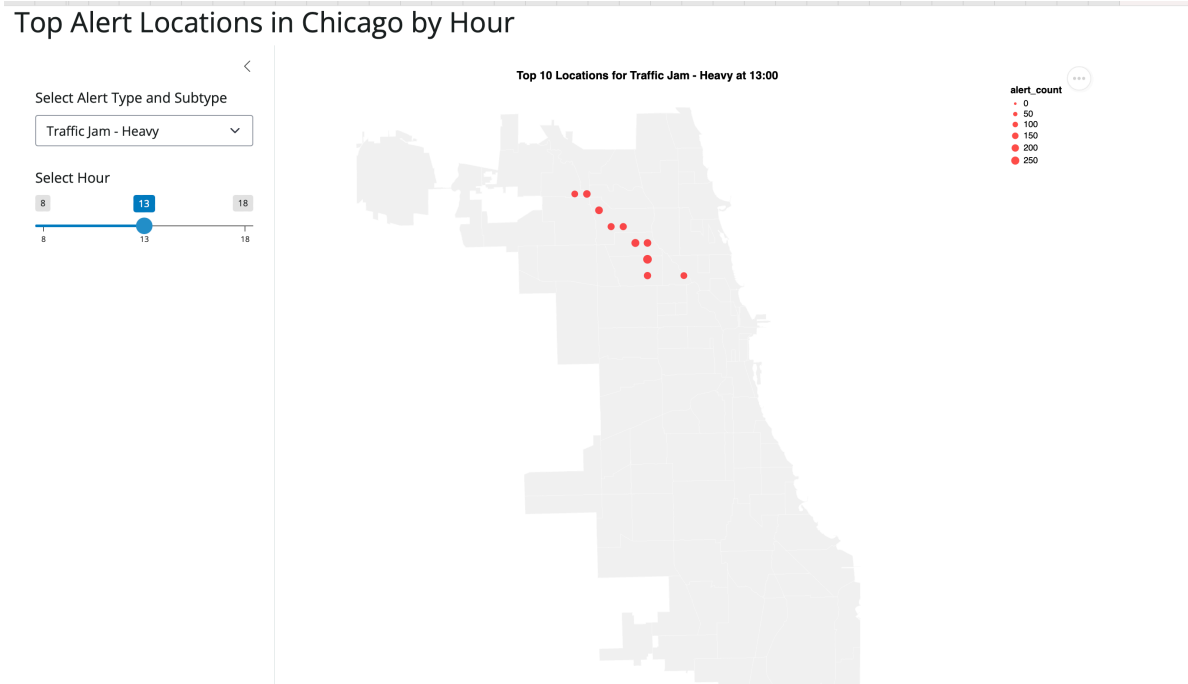 Top Alert Locations in Chicago by Hour
Select Alert Type and Subtype
Traffic Jam - Heavy
Select Hour
8 13 18
8 13 18
Top 10 Locations for Traffic Jam - Heavy at 13:00
alert_count
0
50
100
150
200
250